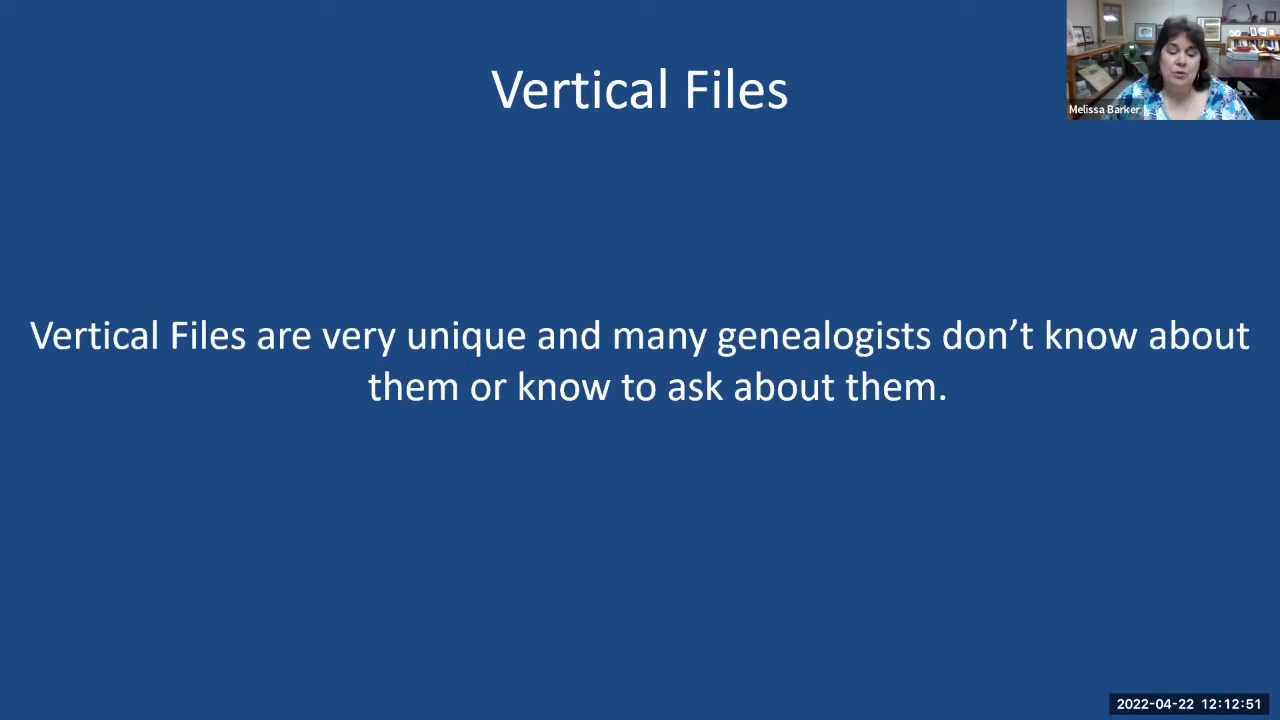 Vertical Files
Melissa Barker
Vertical Files are very unique and many genealogists don’t know about
them or know to ask about them.
2022-04-22 12:12:51